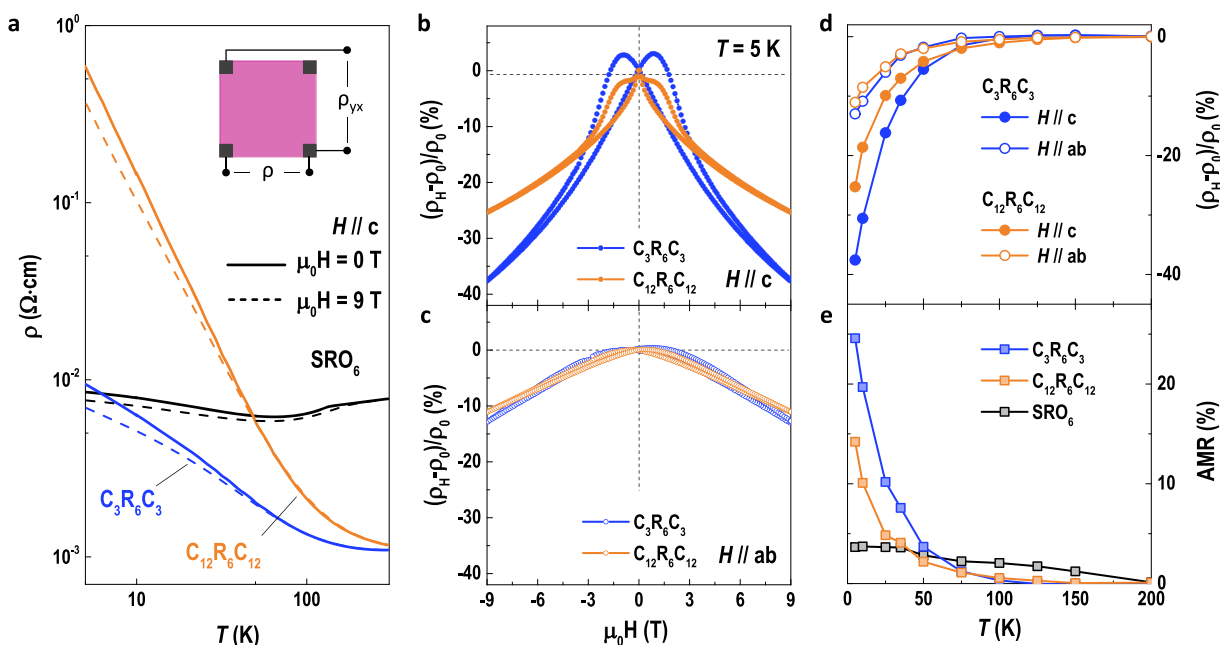 a
10⁰
10⁻¹
10⁻²
10⁻³
ρ (Ω·cm)
ρyx
ρ
H // c
μ₀H = 0 T
μ₀H = 9 T
SRO₆
C₃R₆C₃
C₁₂R₆C₁₂
10
100
T (K)
b
T = 5 K
0
-10
-20
-30
-40
(ρH-ρ₀)/ρ₀ (%)
C₃R₆C₃
C₁₂R₆C₁₂
H // c
c
0
-10
-20
-30
-40
(ρH-ρ₀)/ρ₀ (%)
C₃R₆C₃
C₁₂R₆C₁₂
H // ab
-9
-6
-3
0
3
6
9
μ₀H (T)
d
0
-20
-40
(ρH-ρ₀)/ρ₀ (%)
C₃R₆C₃
H // c
H // ab
C₁₂R₆C₁₂
H // c
H // ab
e
C₃R₆C₃
C₁₂R₆C₁₂
SRO₆
20
10
0
AMR (%)
0
50
100
150
200
T (K)